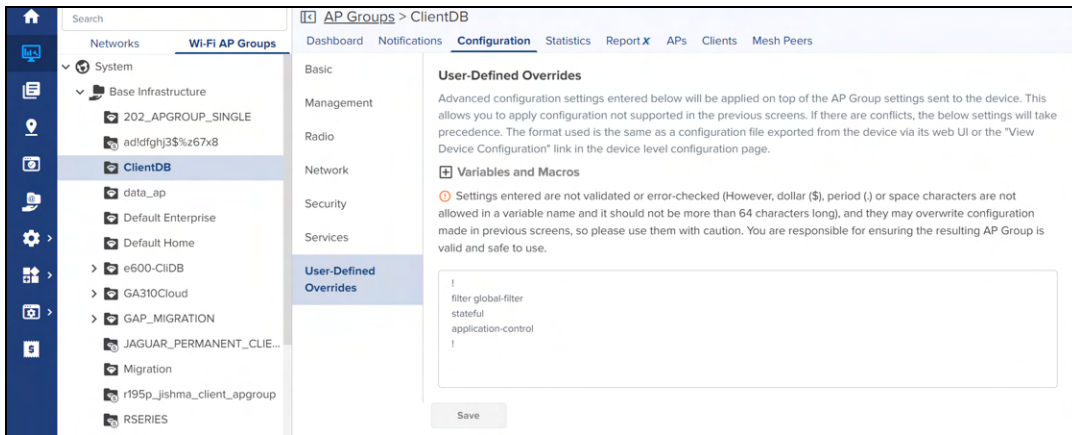 Search
Networks
Wi-Fi AP Groups
System
Base Infrastructure
202_APGROUP_SINGLE
ad!dfghj3$%z67x8
ClientDB
data_ap
Default Enterprise
Default Home
e600-CliDB
GA310Cloud
GAP_MIGRATION
JAGUAR_PERMANENT_CLIE...
Migration
r195p_jishma_client_apgroup
RSERIES
AP Groups > ClientDB
Dashboard Notifications Configuration Statistics Report X APs Clients Mesh Peers
Basic
Management
Radio
Network
Security
Services
User-Defined
Overrides
User-Defined Overrides
Advanced configuration settings entered below will be applied on top of the AP Group settings sent to the device. This
allows you to apply configuration not supported in the previous screens. If there are conflicts, the below settings will take
precedence. The format used is the same as a configuration file exported from the device via its web UI or the "View
Device Configuration" link in the device level configuration page.
Variables and Macros
Settings entered are not validated or error-checked (However, dollar ($), period (.) or space characters are not
allowed in a variable name and it should not be more than 64 characters long), and they may overwrite configuration
made in previous screens, so please use them with caution. You are responsible for ensuring the resulting AP Group is
valid and safe to use.
!
filter global-filter
stateful
application-control
!
Save